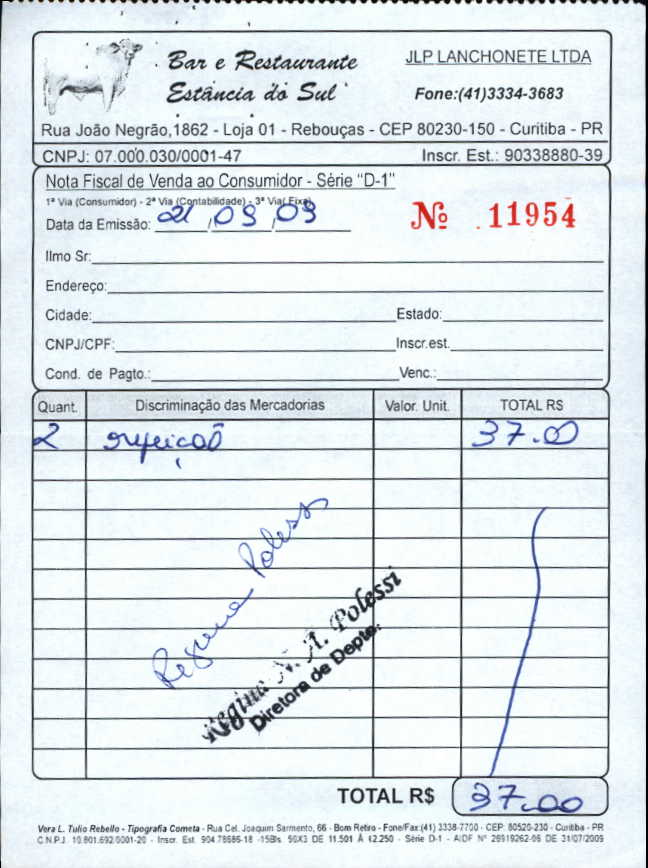 Bar e Restaurante
Estância do Sul
JLP LANCHONETE LTDA
Fone:(41)3334-3683
Rua João Negrão,1862 - Loja 01 - Rebouças - CEP 80230-150 - Curitiba - PR
CNPJ: 07.000.030/0001-47 Inscr. Est.: 90338880-39
Nota Fiscal de Venda ao Consumidor - Série "D-1"
1ª Via (Consumidor) - 2ª Via (Contabilidade) - 3ª Via( Fixa)
Data da Emissão: 21 / 09 / 09
Nº 11954
Ilmo Sr:
Endereço:
Cidade: Estado:
CNPJ/CPF: Inscr.est.
Cond. de Pagto.: Venc.:
Quant. Discriminação das Mercadorias Valor. Unit. TOTAL R$
2 refeição 37.00
Regina Polessi
Regina N. A. Polessi
Diretora de Depto.
TOTAL R$ 37.00
Vera L. Tulio Rebello - Tipografia Cometa - Rua Cel. Joaquim Sarmento, 66 - Bom Retiro - Fone/Fax:(41) 3338-7700 - CEP: 80520-230 - Curitiba - PR
C.N.P.J. 10.801.692/0001-20 - Inscr. Est. 904.78685-18 -15Bls. 50X3 DE 11.501 À 12.250 - Série D-1 - AIDF Nº 26919262-06 DE 31/07/2009